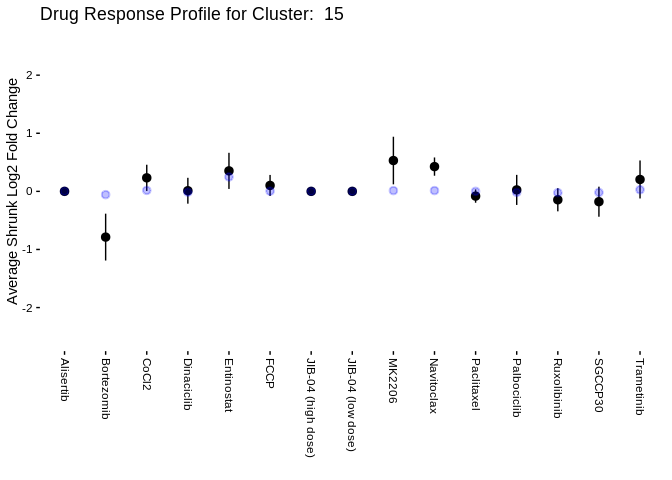 Drug Response Profile for Cluster:  15
Average Shrunk Log2 Fold Change
2
1
0
-1
-2
Alisertib
Bortezomib
CoCl2
Dinaciclib
Entinostat
FCCP
JIB-04 (high dose)
JIB-04 (low dose)
MK2206
Navitoclax
Paclitaxel
Palbociclib
Ruxolibinib
SGCCP30
Trametinib